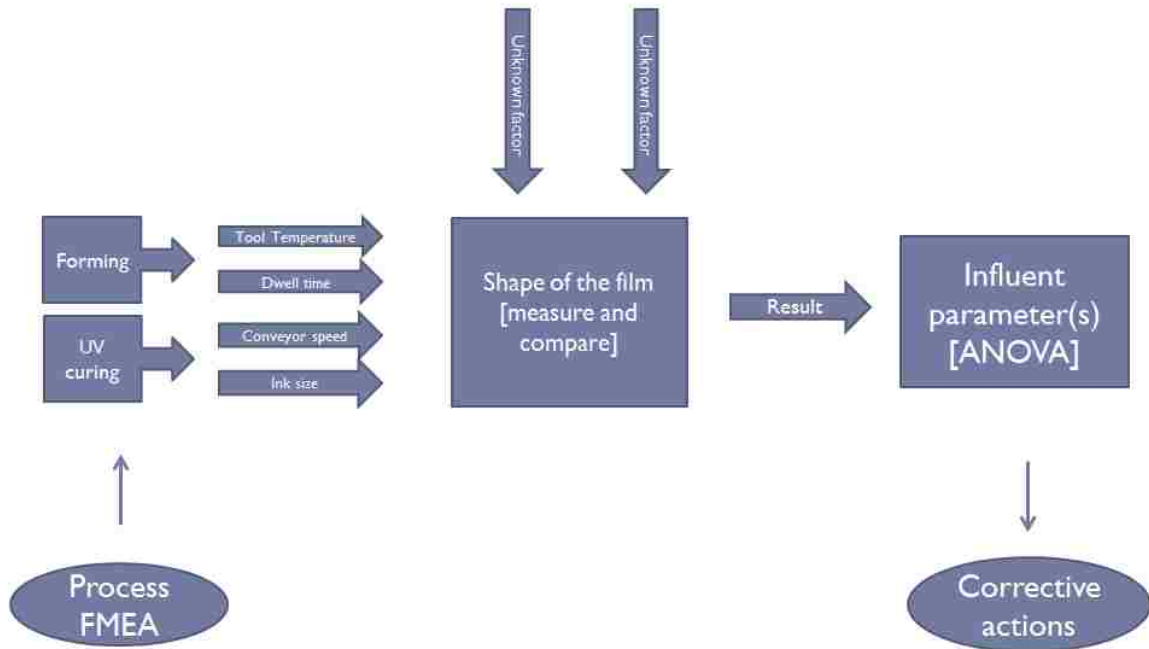 Unknown factor
Unknown factor
Forming
UV
curing
Tool Temperature
Dwell time
Conveyor speed
Ink size
Shape of the film
[measure and
compare]
Result
Influent
parameter(s)
[ANOVA]
Process
FMEA
Corrective
actions